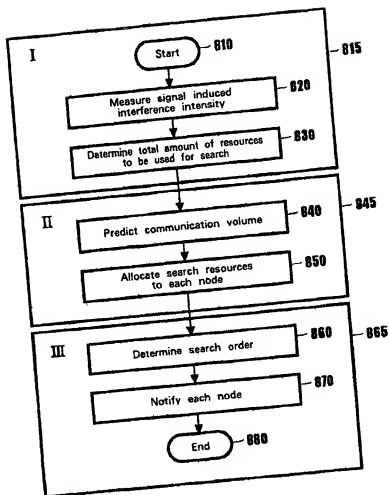 I
Start
810
815
Measure signal induced
interference intensity
820
Determine total amount of resources
to be used for search
830
II
845
Predict communication volume
840
Allocate search resources
to each node
850
III
865
Determine search order
860
Notify each node
870
End
880